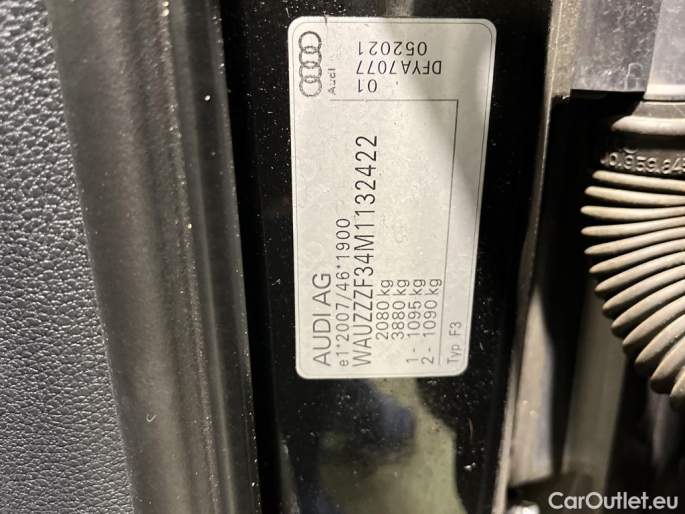 AUDI AG
e1*2007/46*1900
WAUZZZF34M1132422
2080 kg
3880 kg
1- 1095 kg
2- 1090 kg
Typ F3
Audi
01
DFYA7077
052021
CarOutlet.eu